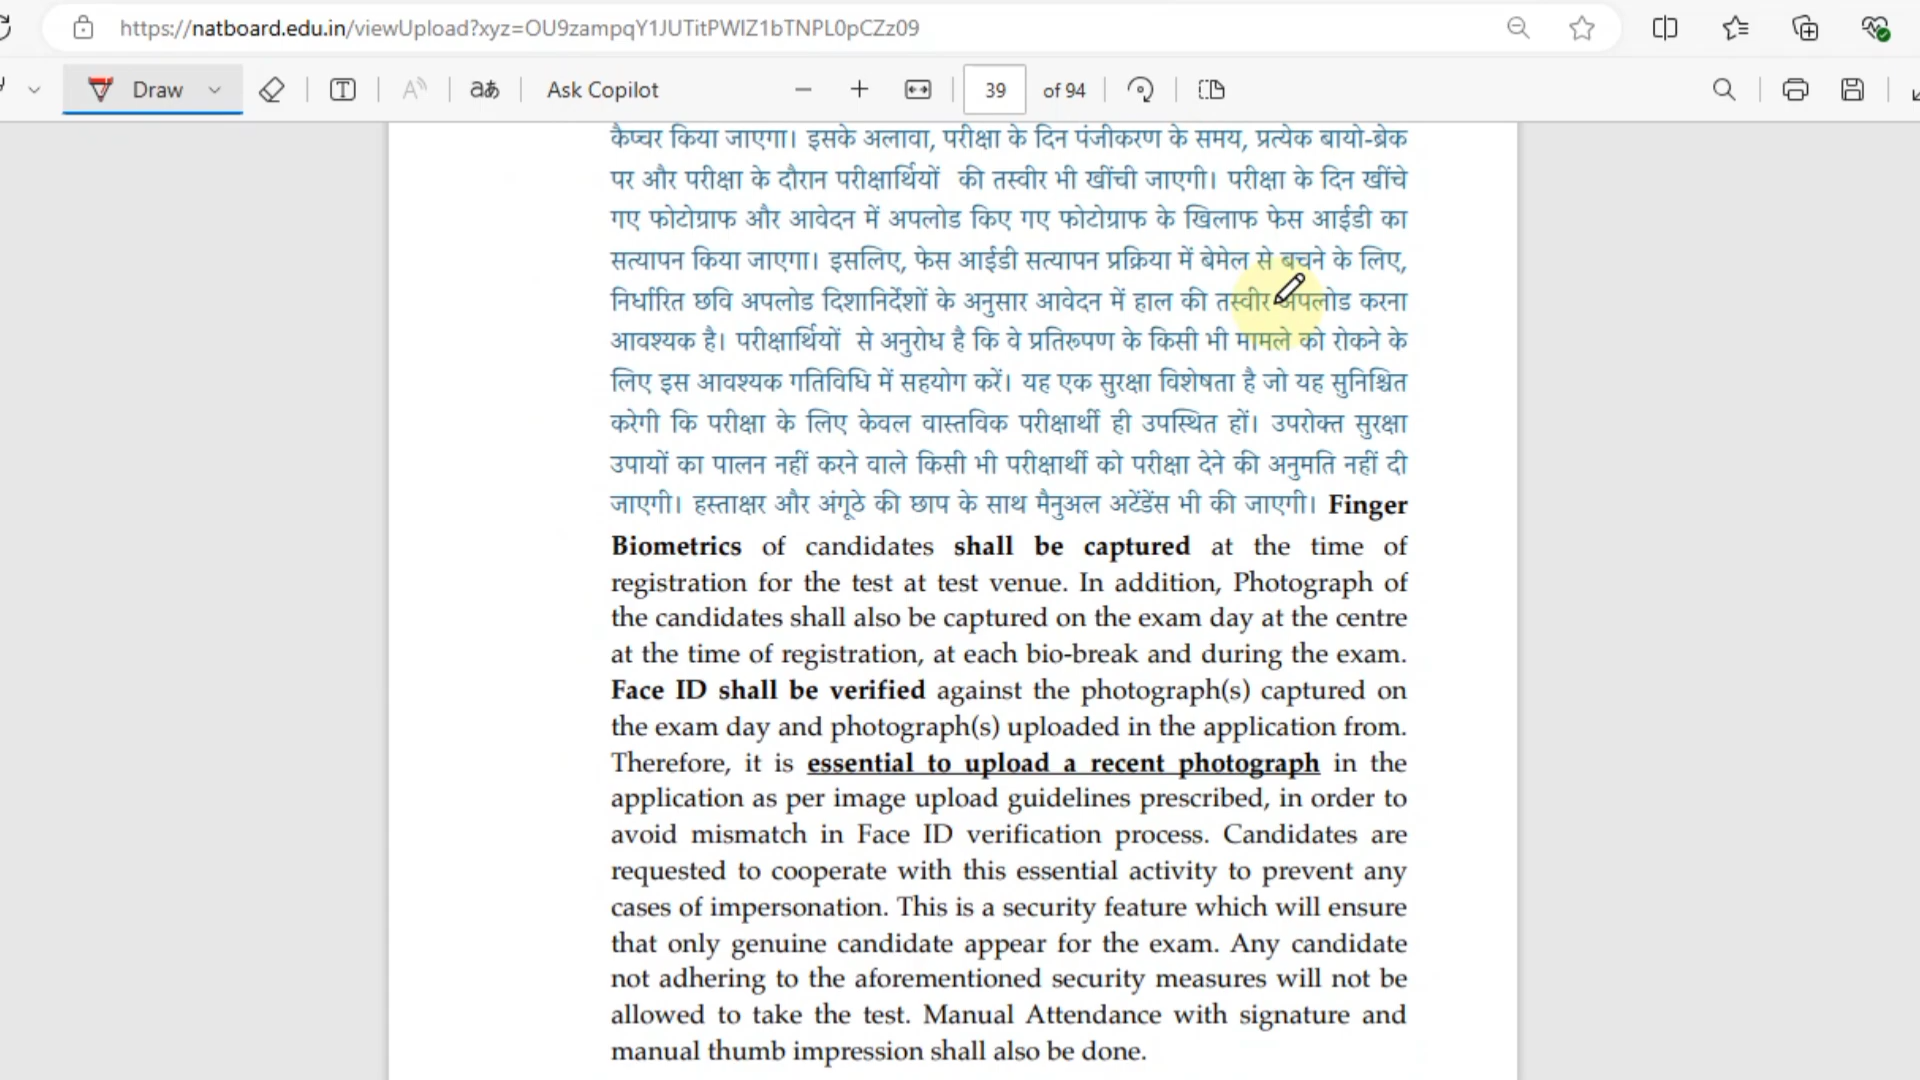 https://natboard.edu.in/viewUpload?xyz=OU9zampqY1JUTitPWlZ1bTNPL0pCZz09
Draw
aあ
Ask Copilot
39 of 94
कैप्चर किया जाएगा। इसके अलावा, परीक्षा के दिन पंजीकरण के समय, प्रत्येक बायो-ब्रेक
पर और परीक्षा के दौरान परीक्षार्थियों की तस्वीर भी खींची जाएगी। परीक्षा के दिन खींचे
गए फोटोग्राफ और आवेदन में अपलोड किए गए फोटोग्राफ के खिलाफ फेस आईडी का
सत्यापन किया जाएगा। इसलिए, फेस आईडी सत्यापन प्रक्रिया में बेमेल से बचने के लिए,
निर्धारित छवि अपलोड दिशानिर्देशों के अनुसार आवेदन में हाल की तस्वीर अपलोड करना
आवश्यक है। परीक्षार्थियों से अनुरोध है कि वे प्रतिरूपण के किसी भी मामले को रोकने के
लिए इस आवश्यक गतिविधि में सहयोग करें। यह एक सुरक्षा विशेषता है जो यह सुनिश्चित
करेगी कि परीक्षा के लिए केवल वास्तविक परीक्षार्थी ही उपस्थित हों। उपरोक्त सुरक्षा
उपायों का पालन नहीं करने वाले किसी भी परीक्षार्थी को परीक्षा देने की अनुमति नहीं दी
जाएगी। हस्ताक्षर और अंगूठे की छाप के साथ मैनुअल अटेंडेंस भी की जाएगी। Finger
Biometrics of candidates shall be captured at the time of
registration for the test at test venue. In addition, Photograph of
the candidates shall also be captured on the exam day at the centre
at the time of registration, at each bio-break and during the exam.
Face ID shall be verified against the photograph(s) captured on
the exam day and photograph(s) uploaded in the application from.
Therefore, it is essential to upload a recent photograph in the
application as per image upload guidelines prescribed, in order to
avoid mismatch in Face ID verification process. Candidates are
requested to cooperate with this essential activity to prevent any
cases of impersonation. This is a security feature which will ensure
that only genuine candidate appear for the exam. Any candidate
not adhering to the aforementioned security measures will not be
allowed to take the test. Manual Attendance with signature and
manual thumb impression shall also be done.